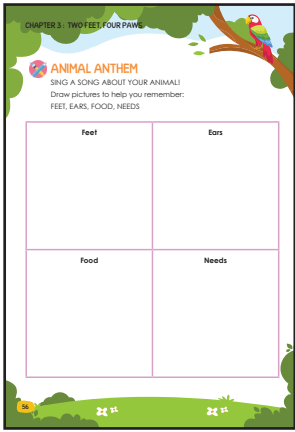 CHAPTER 3 : TWO FEET, FOUR PAWS
ANIMAL ANTHEM
SING A SONG ABOUT YOUR ANIMAL!
Draw pictures to help you remember:
FEET, EARS, FOOD, NEEDS
Feet Ears
Food Needs
56